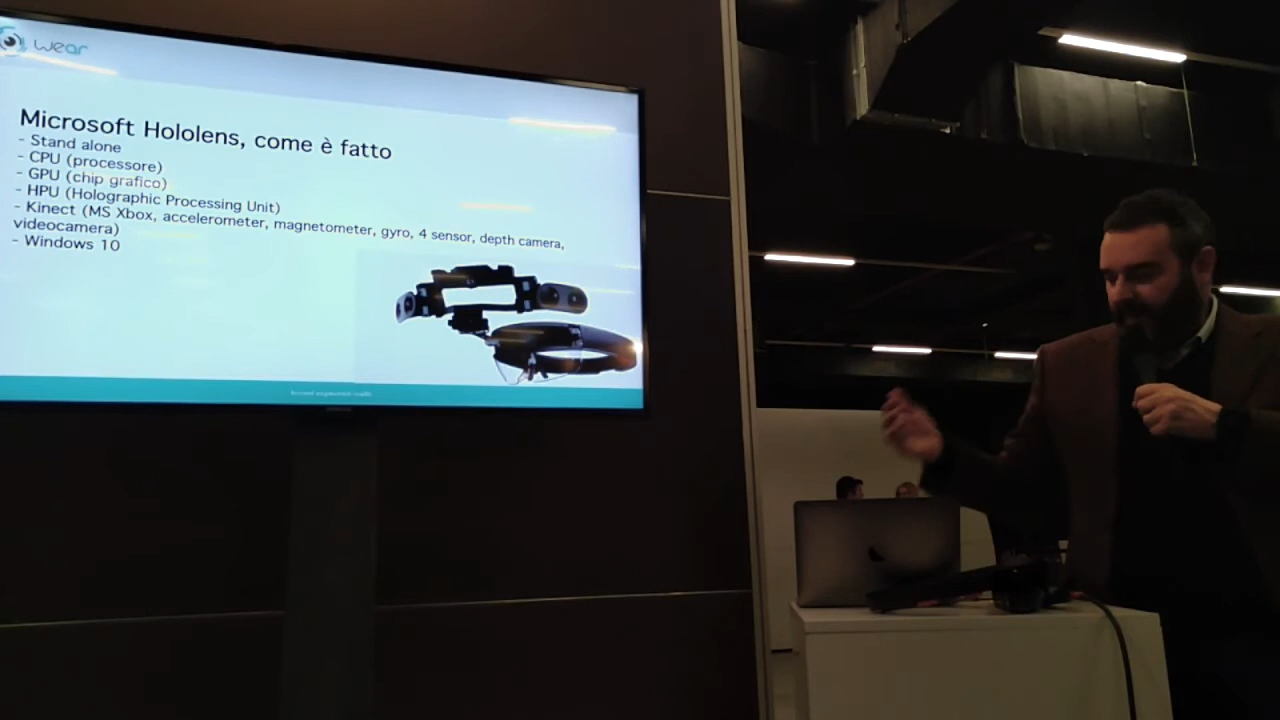 wear
Microsoft Hololens, come è fatto
- Stand alone
- CPU (processore)
- GPU (chip grafico)
- HPU (Holographic Processing Unit)
- Kinect (MS Xbox, accelerometer, magnetometer, gyro, 4 sensor, depth camera,
videocamera)
- Windows 10